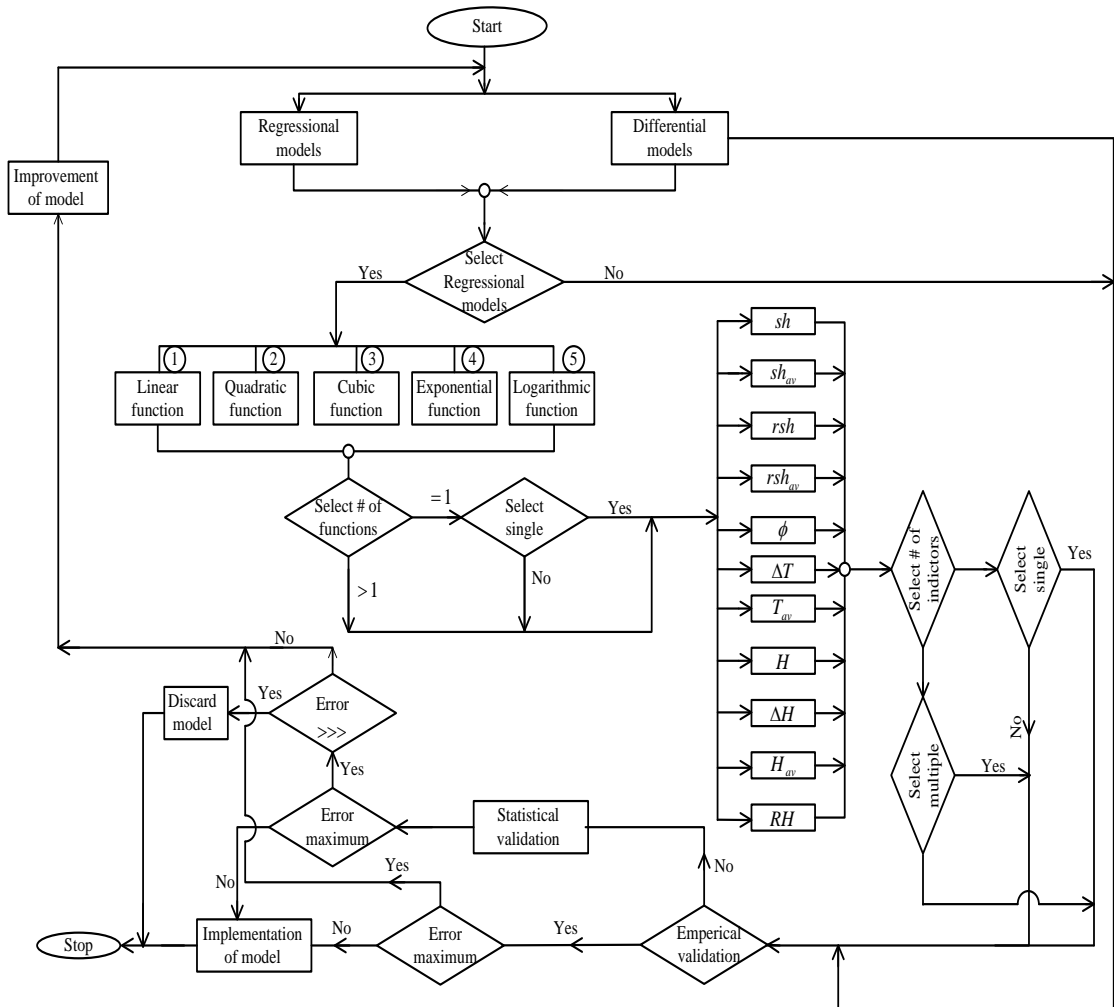 Start
Regressional
models
Differential
models
Improvement
of model
Select
Regressional
models
Yes
No
1
2
3
4
5
Linear
function
Quadratic
function
Cubic
function
Exponential
function
Logarithmic
function
Select # of
functions
=1
>1
Select
single
Yes
No
sh
sh_av
rsh
rsh_av
ϕ
ΔT
T_av
H
ΔH
H_av
RH
Select # of
indictors
Select
single
Yes
No
Select
multiple
Yes
No
Error
>>>
Yes
Discard
model
Yes
Error
maximum
No
Statistical
validation
No
Emperical
validation
Yes
Error
maximum
Yes
No
Implementation
of model
Stop